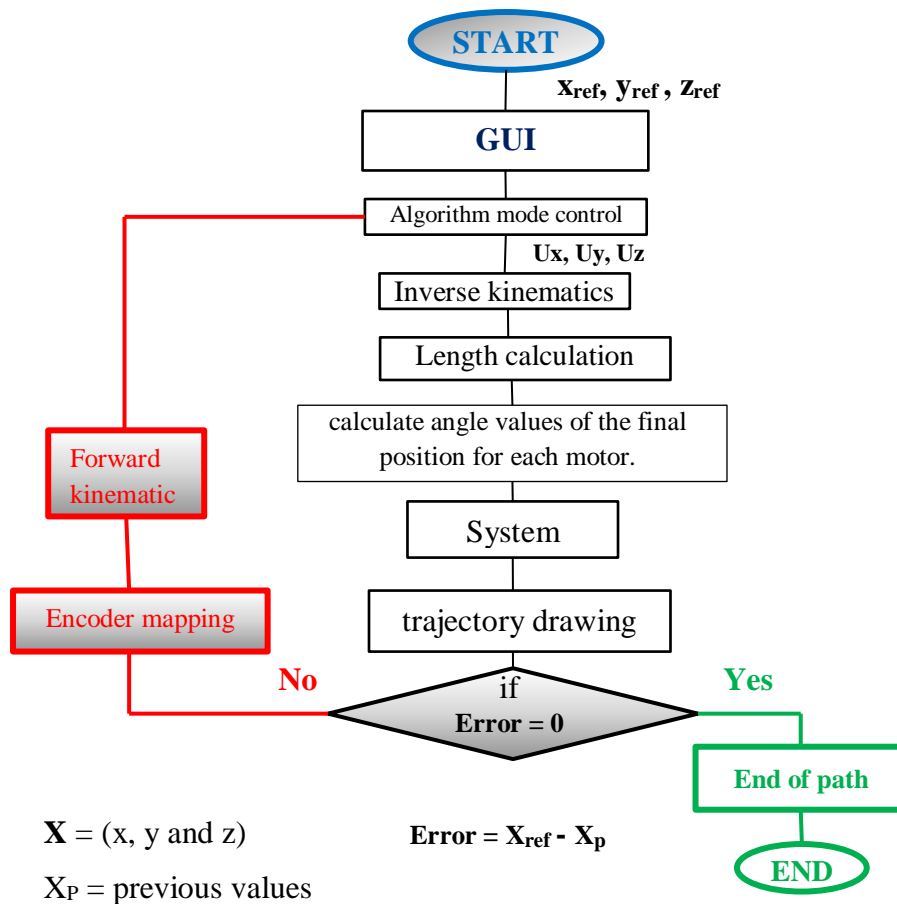 START
xref, yref , zref
GUI
Algorithm mode control
Ux, Uy, Uz
Inverse kinematics
Length calculation
calculate angle values of the final
position for each motor.
Forward
kinematic
System
Encoder mapping
trajectory drawing
No
if
Yes
Error = 0
End of path
X = (x, y and z)
Error = Xref - Xp
END
XP = previous values